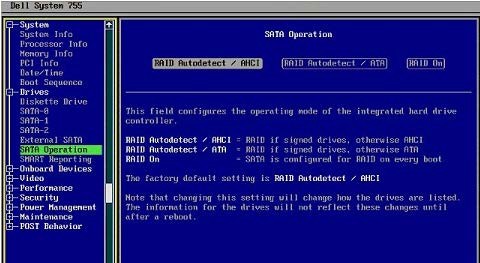 Dell System 755
System
System Info
Processor Info
Memory Info
PCI Info
Date/Time
Boot Sequence
Drives
Diskette Drive
SATA-0
SATA-1
SATA-2
External SATA
SATA Operation
SMART Reporting
Onboard Devices
Video
Performance
Security
Power Management
Maintenance
POST Behavior
SATA Operation
RAID Autodetect / AHCI RAID Autodetect / ATA RAID On
This field configures the operating mode of the integrated hard drive
controller.
RAID Autodetect / AHCI = RAID if signed drives, otherwise AHCI
RAID Autodetect / ATA = RAID if signed drives, otherwise ATA
RAID On = SATA is configured for RAID on every boot
The factory default setting is RAID Autodetect / AHCI
Note that changing this setting will change how the drives are listed.
The information for the drives will not reflect these changes until
after a reboot.